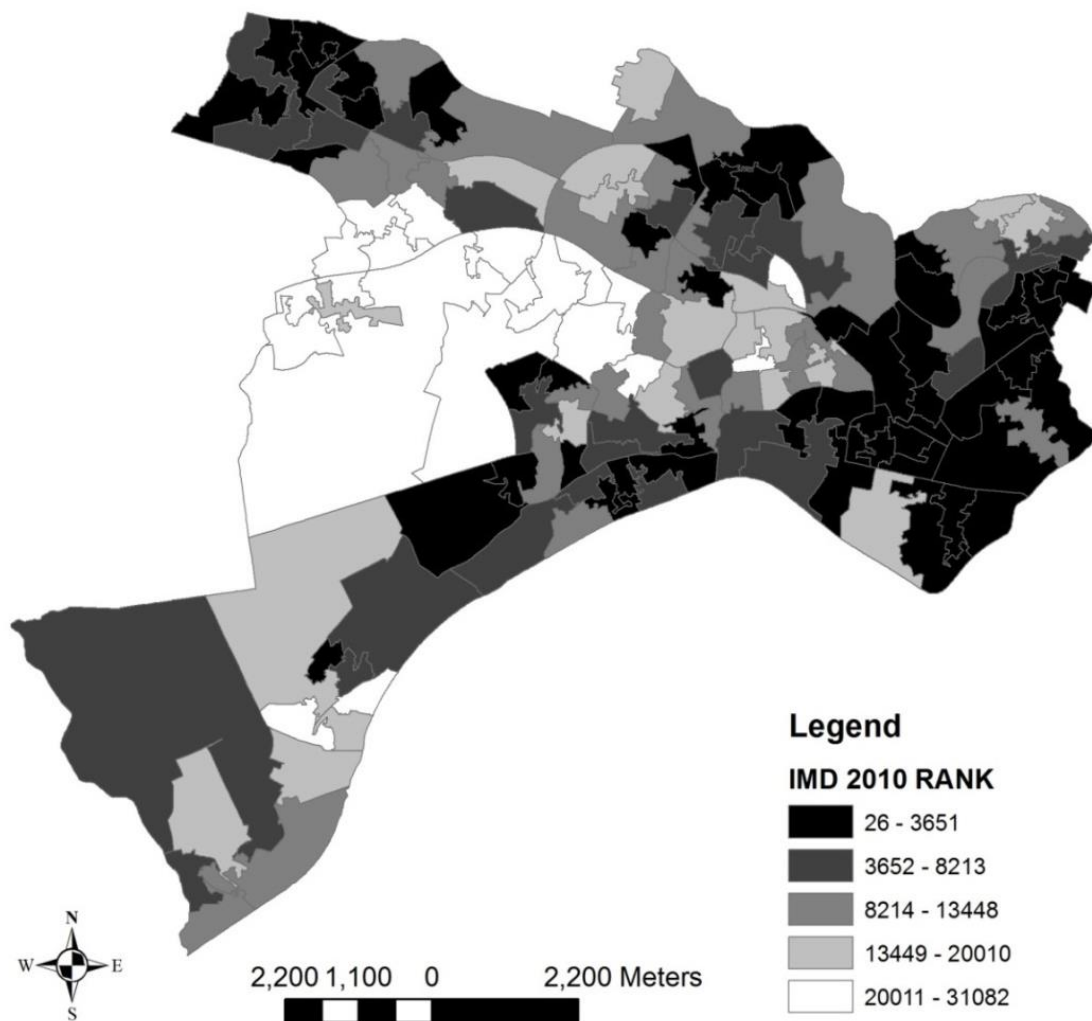 Legend
IMD 2010 RANK
26 - 3651
3652 - 8213
8214 - 13448
13449 - 20010
20011 - 31082
N
W E
S
2,200 1,100 0 2,200 Meters